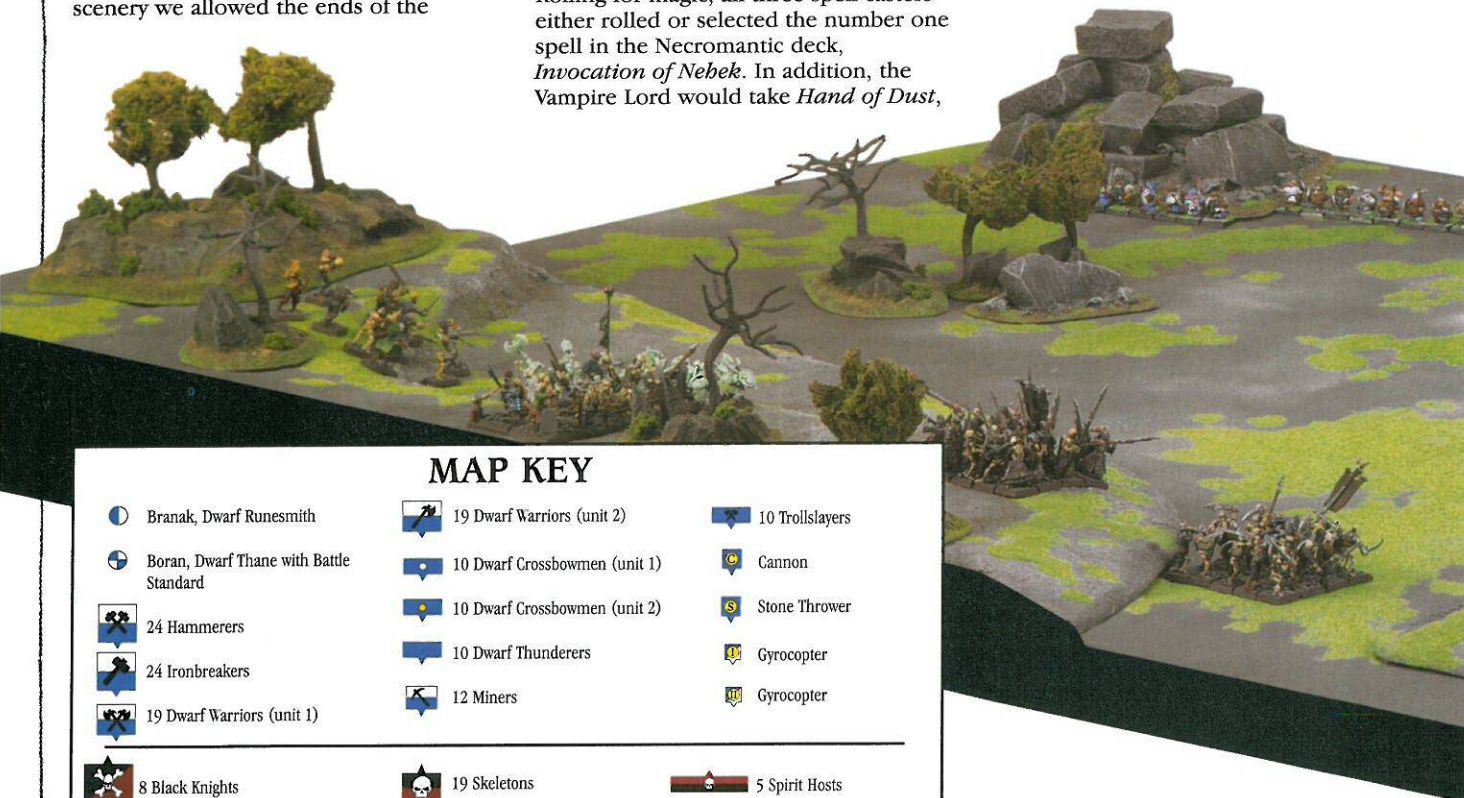 scenery we allowed the ends of the
either rolled or selected the number one
spell in the Necromantic deck,
Invocation of Nehek. In addition, the
Vampire Lord would take Hand of Dust,
MAP KEY
Branak, Dwarf Runesmith
Boran, Dwarf Thane with Battle
Standard
24 Hammerers
24 Ironbreakers
19 Dwarf Warriors (unit 1)
19 Dwarf Warriors (unit 2)
10 Dwarf Crossbowmen (unit 1)
10 Dwarf Crossbowmen (unit 2)
10 Dwarf Thunderers
12 Miners
10 Trollslayers
C
Cannon
S
Stone Thrower
I
Gyrocopter
II
Gyrocopter
8 Black Knights
19 Skeletons
5 Spirit Hosts